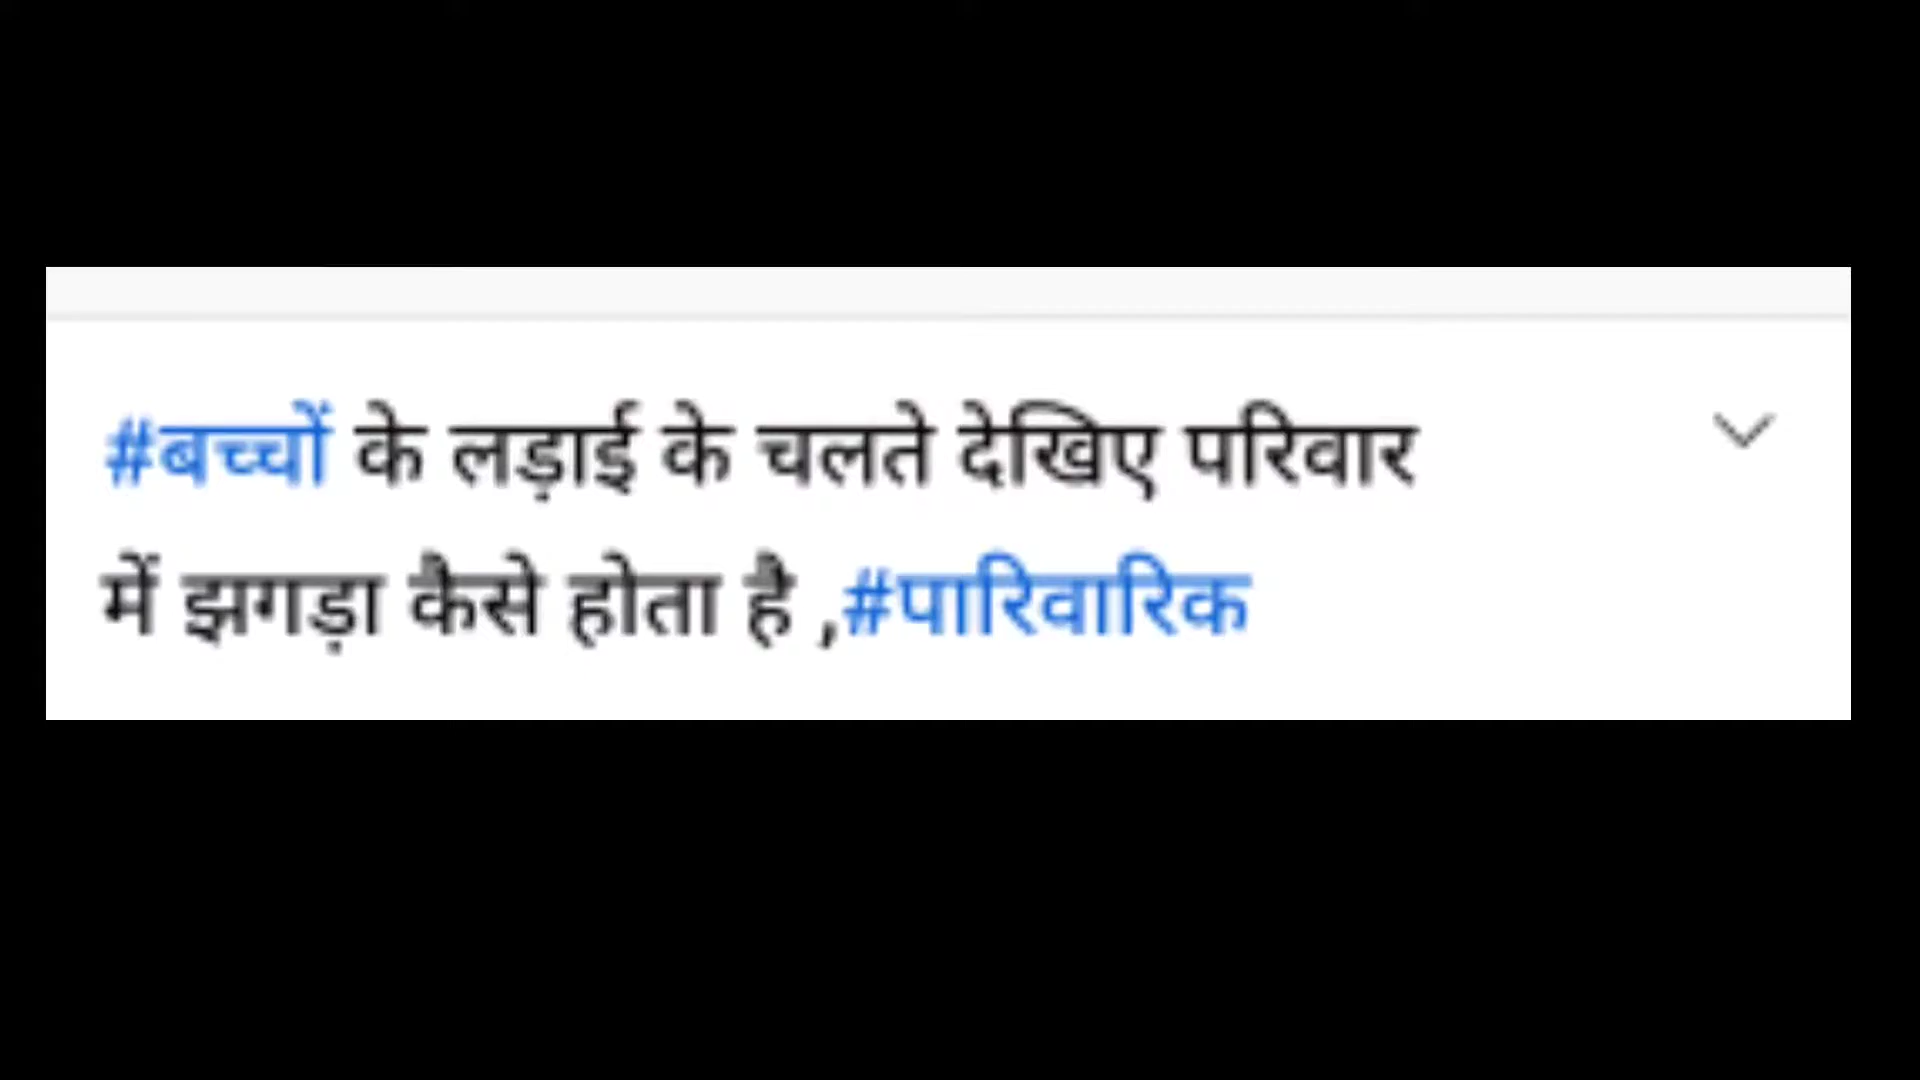 #बच्चों के लड़ाई के चलते देखिए परिवार
में झगड़ा कैसे होता है ,#पारिवारिक